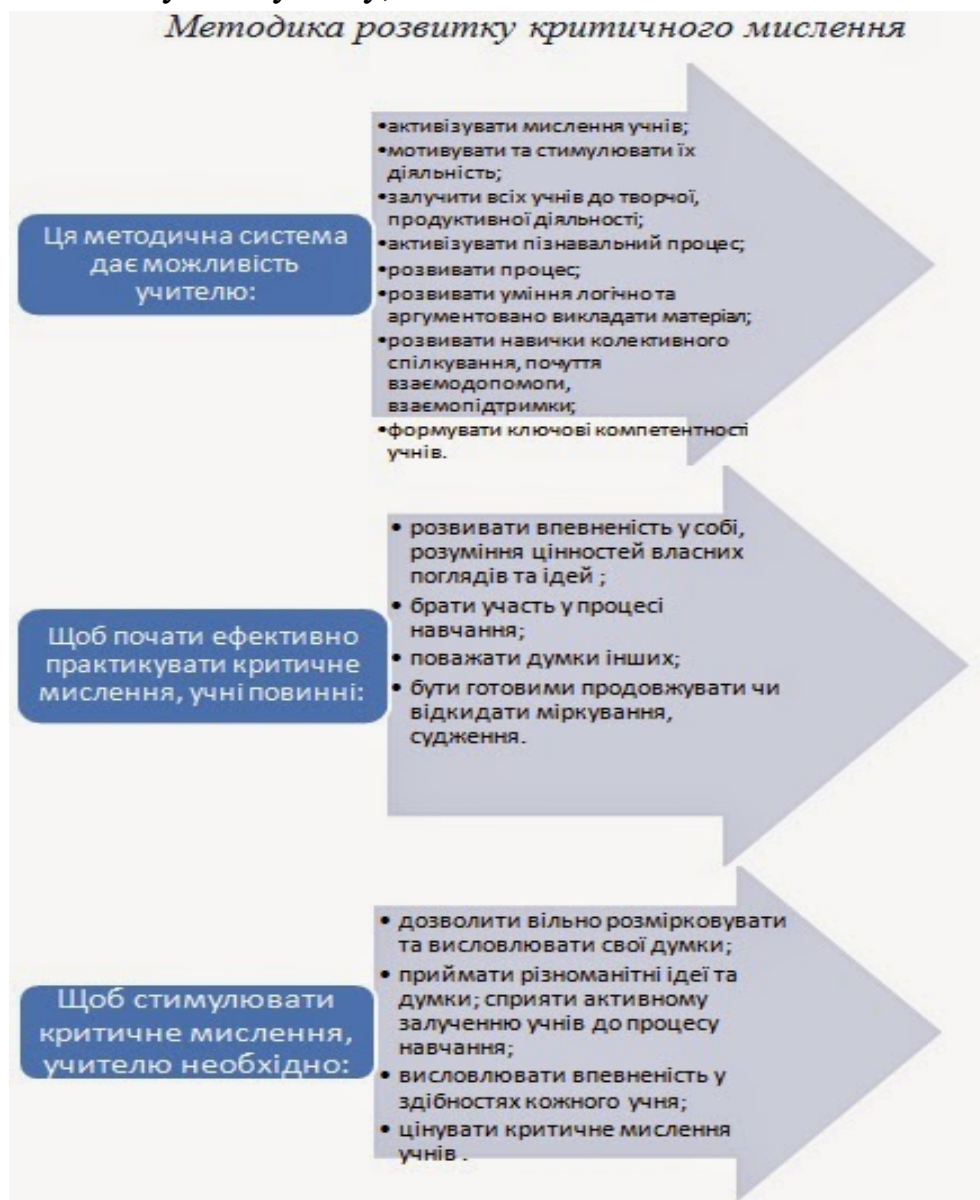 Методика розвитку критичного мислення
Ця методична система
дає можливість
учителю:
•активізувати мислення учнів;
•мотивувати та стимулювати їх
діяльність;
•залучити всіх учнів до творчої,
продуктивної діяльності;
•активізувати пізнавальний процес;
•розвивати процес;
•розвивати уміння логічно та
аргументовано викладати матеріал;
•розвивати навички колективного
спілкування, почуття
взаємодопомоги,
взаємопідтримки;
•формувати ключові компетентності
учнів.
Щоб почати ефективно
практикувати критичне
мислення, учні повинні:
• розвивати впевненість у собі,
розуміння цінностей власних
поглядів та ідей ;
• брати участь у процесі
навчання;
• поважати думки інших;
• бути готовими продовжувати чи
відкидати міркування,
судження.
Щоб стимулювати
критичне мислення,
учителю необхідно:
• дозволити вільно розмірковувати
та висловлювати свої думки;
• приймати різноманітні ідеї та
думки; сприяти активному
залученню учнів до процесу
навчання;
• висловлювати впевненість у
здібностях кожного учня;
• цінувати критичне мислення
учнів .